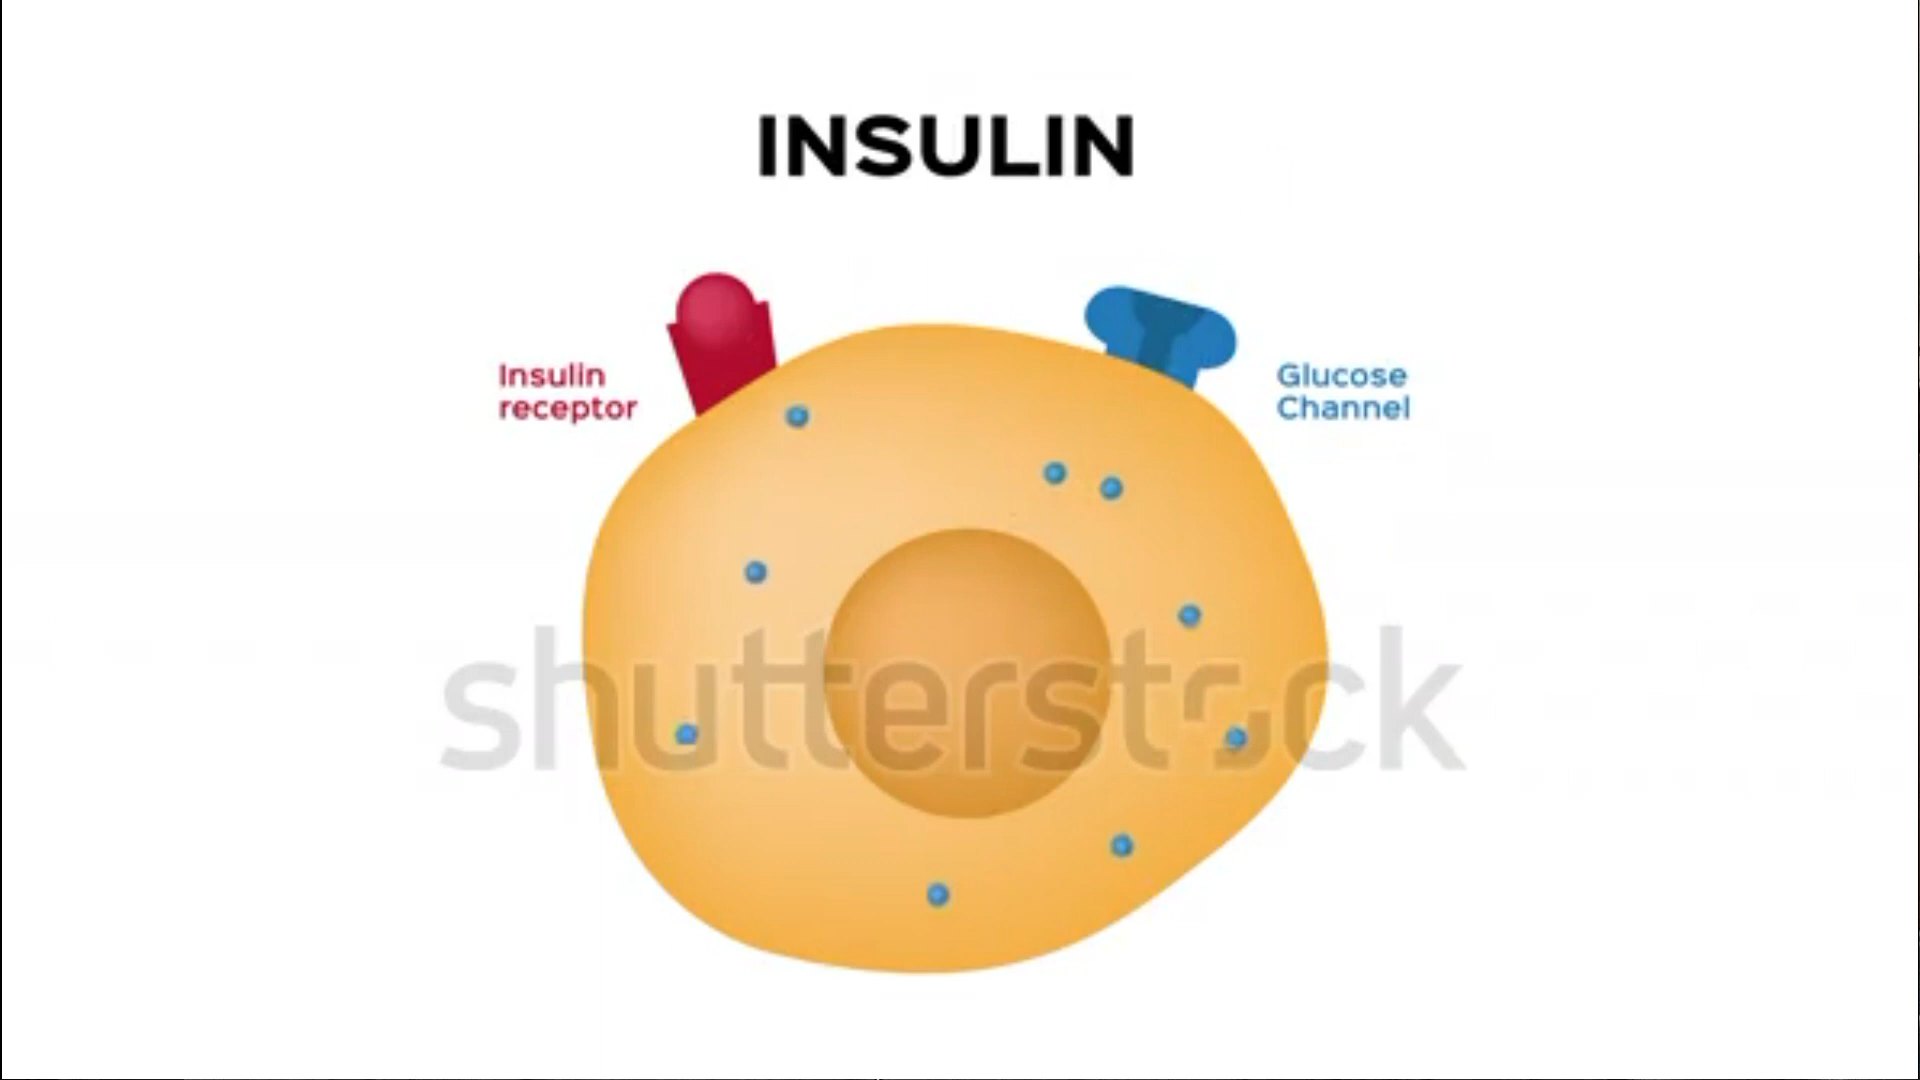 INSULIN
Insulin
receptor
Glucose
Channel
shutterstock